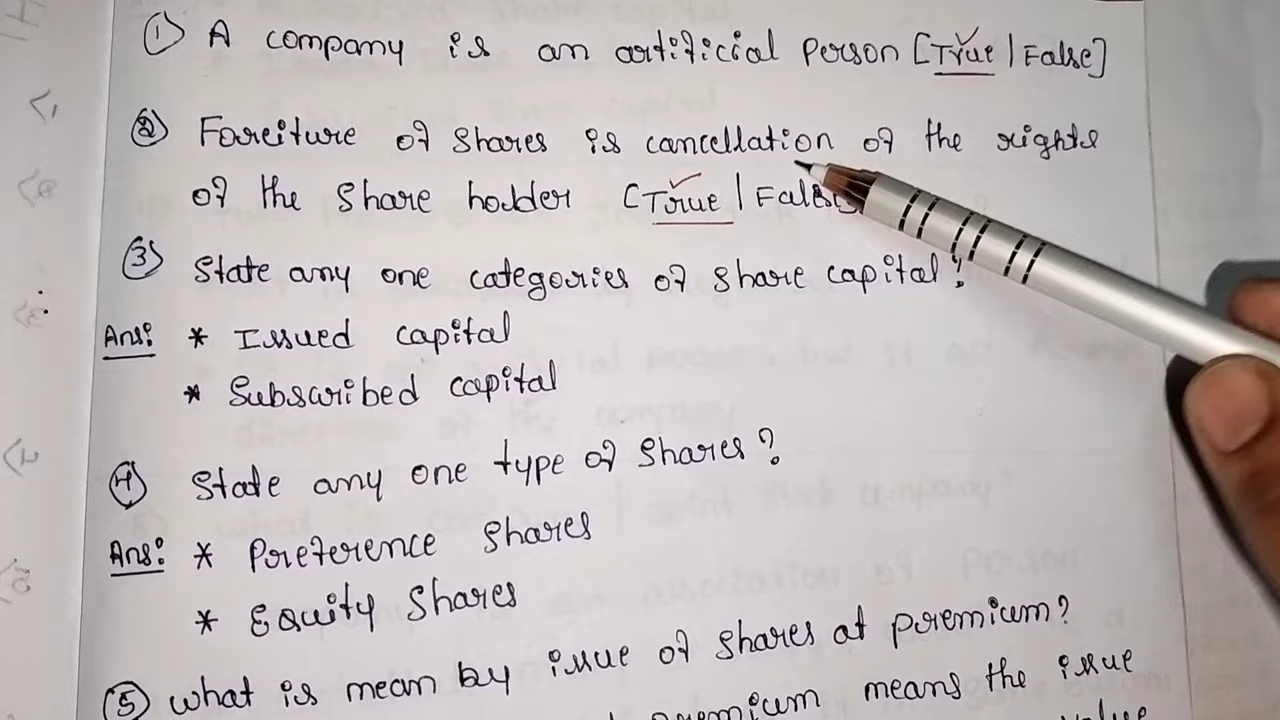 ① A company is an artificial person [True / False]
② Foreiture of shares is cancellation of the rights
of the share holder [True / False]
③ State any one categories of share capital?
Ans: * Issued capital
* Subscribed capital
④ State any one type of shares?
Ans: * Preference shares
* Equity shares
⑤ What is mean by issue of shares at premium?
premium means the issue
value